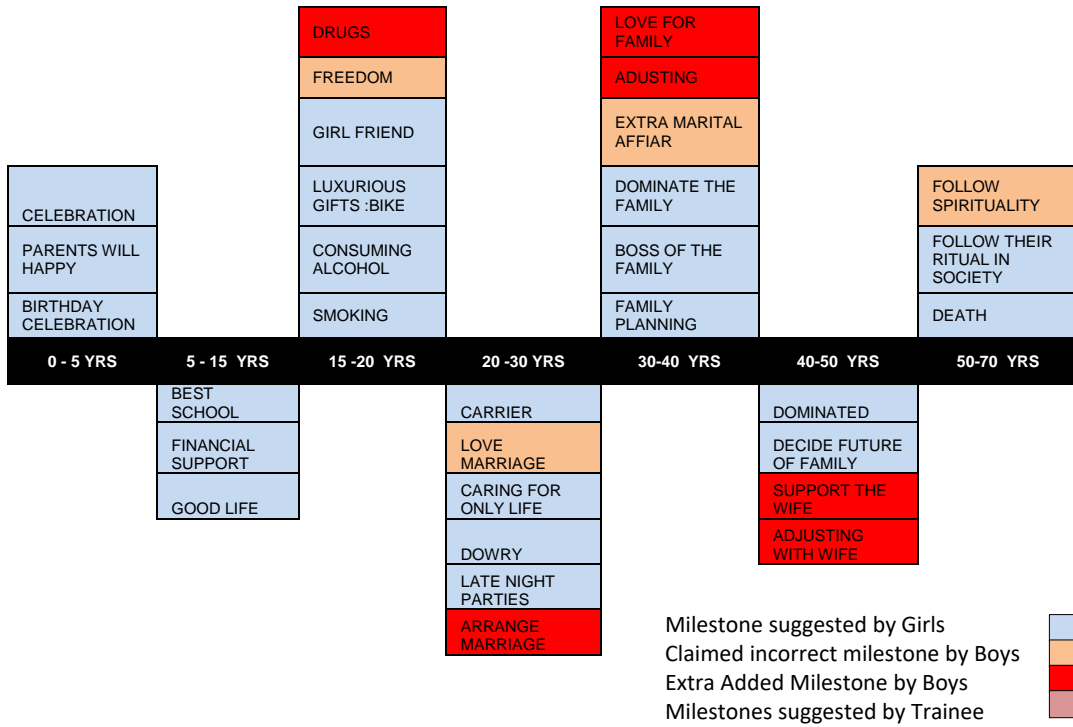 DRUGS
FREEDOM
GIRL FRIEND
LUXURIOUS
GIFTS :BIKE
CONSUMING
ALCOHOL
SMOKING
LOVE FOR
FAMILY
ADUSTING
EXTRA MARITAL
AFFIAR
DOMINATE THE
FAMILY
BOSS OF THE
FAMILY
FAMILY
PLANNING
CELEBRATION
PARENTS WILL
HAPPY
BIRTHDAY
CELEBRATION
FOLLOW
SPIRITUALITY
FOLLOW THEIR
RITUAL IN
SOCIETY
DEATH
0 - 5 YRS
5 - 15 YRS
15 -20 YRS
20 -30 YRS
30-40 YRS
40-50 YRS
50-70 YRS
BEST
SCHOOL
FINANCIAL
SUPPORT
GOOD LIFE
CARRIER
LOVE
MARRIAGE
CARING FOR
ONLY LIFE
DOWRY
LATE NIGHT
PARTIES
ARRANGE
MARRIAGE
DOMINATED
DECIDE FUTURE
OF FAMILY
SUPPORT THE
WIFE
ADJUSTING
WITH WIFE
Milestone suggested by Girls
Claimed incorrect milestone by Boys
Extra Added Milestone by Boys
Milestones suggested by Trainee